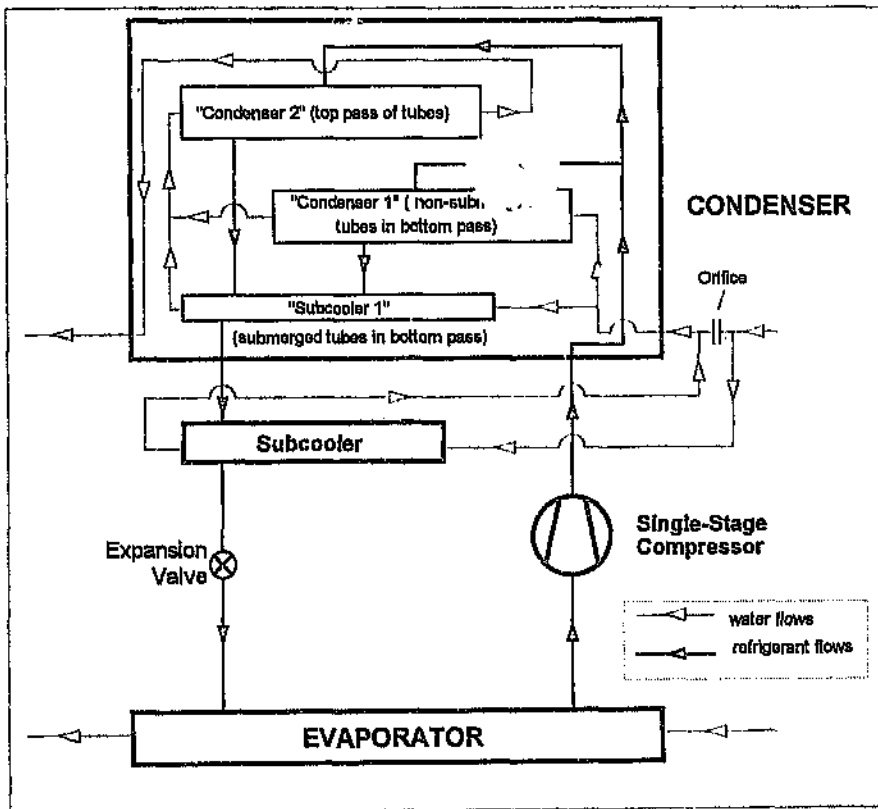 "Condenser 2" (top pass of tubes)
"Condenser 1" ( non-subm
tubes in bottom pass)
CONDENSER
Orifice
"Subcooler 1"
(submerged tubes in bottom pass)
Subcooler
Single-Stage
Compressor
Expansion
Valve
water flows
refrigerant flows
EVAPORATOR